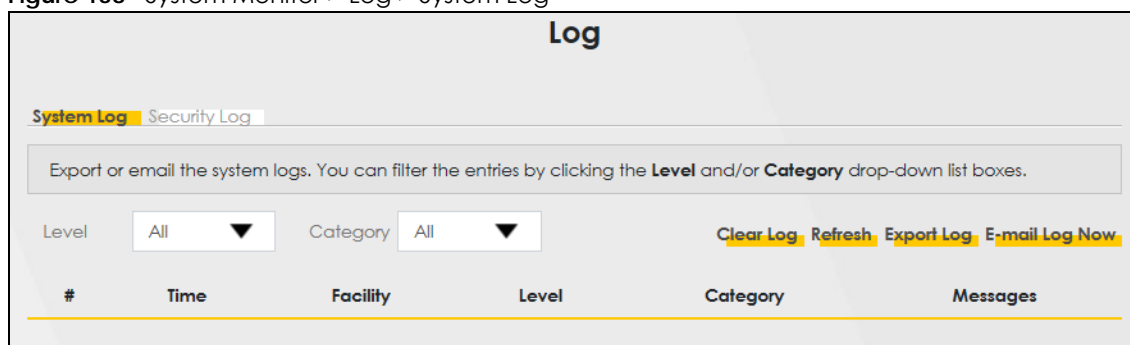 Log
System Log Security Log
Export or email the system logs. You can filter the entries by clicking the Level and/or Category drop-down list boxes.
Level All Category All Clear Log Refresh Export Log E-mail Log Now
# Time Facility Level Category Messages